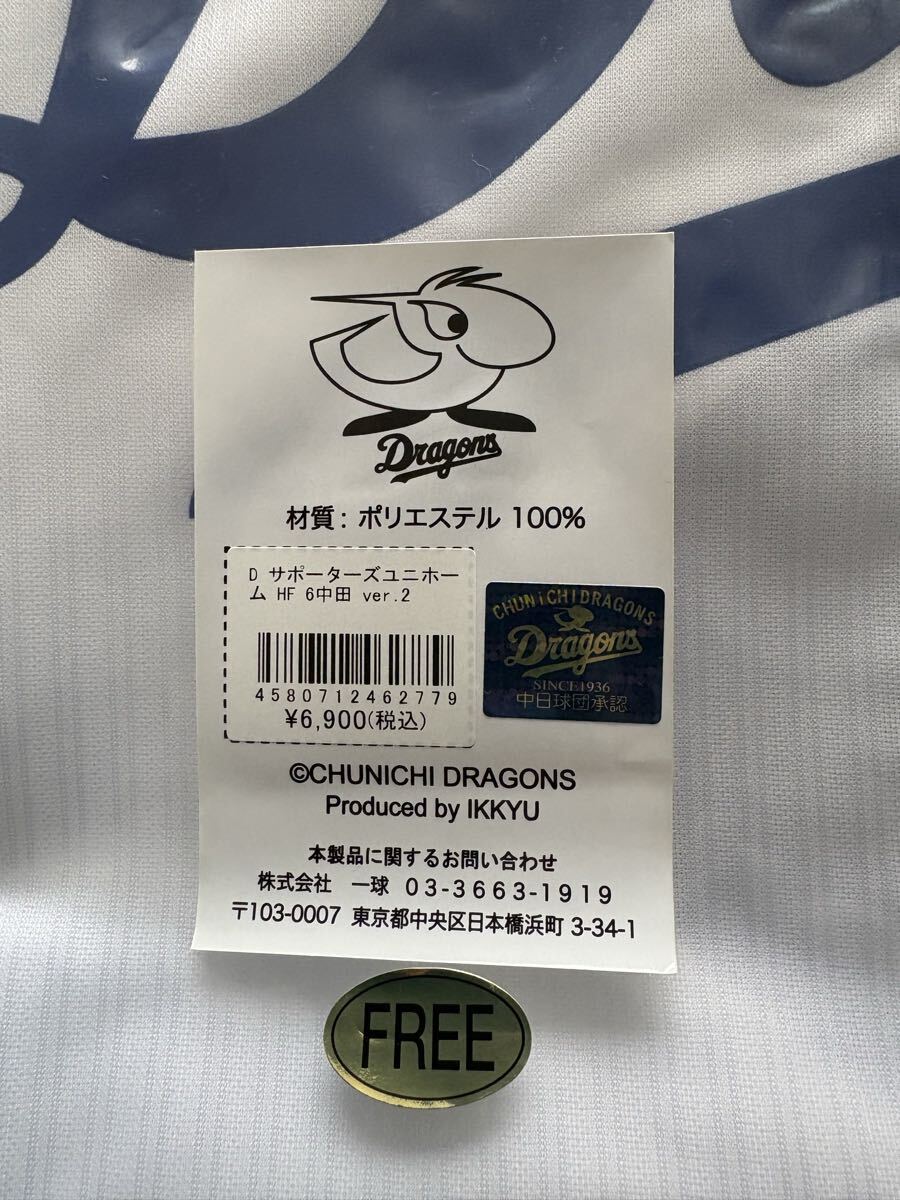 Dragons
材質: ポリエステル 100%
D サポーターズユニホー
ム HF 6中田 ver.2
4580712462779
¥6,900(税込)
CHUNiCHI DRAGONS
Dragons
SINCE1936
中日球団承認
©CHUNICHI DRAGONS
Produced by IKKYU
本製品に関するお問い合わせ
株式会社 一球 03-3663-1919
〒103-0007 東京都中央区日本橋浜町 3-34-1
FREE